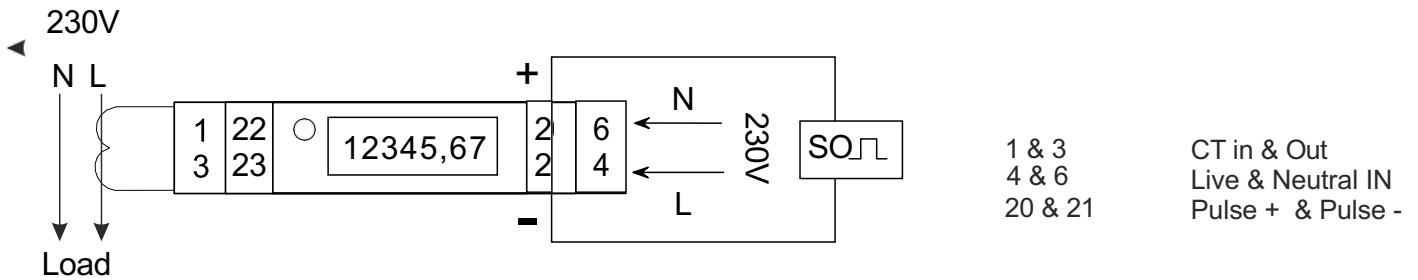 230V
N L
+
1 22 12345,67 2 6
3 23 2 4
N
L
230V
SO
-
Load
1 & 3 CT in & Out
4 & 6 Live & Neutral IN
20 & 21 Pulse + & Pulse -